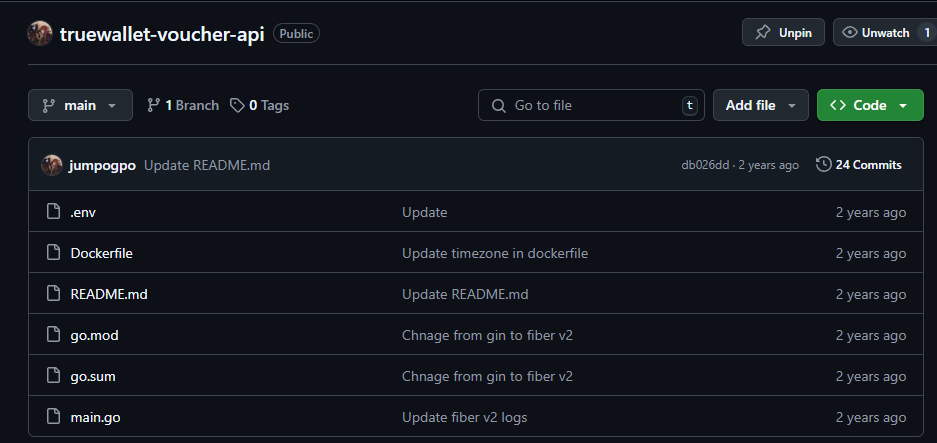 truewallet-voucher-api Public Unpin Unwatch 1
main 1 Branch 0 Tags Go to file t Add file Code
jumpogpo Update README.md db026dd · 2 years ago 24 Commits
.env Update 2 years ago
Dockerfile Update timezone in dockerfile 2 years ago
README.md Update README.md 2 years ago
go.mod Chnage from gin to fiber v2 2 years ago
go.sum Chnage from gin to fiber v2 2 years ago
main.go Update fiber v2 logs 2 years ago